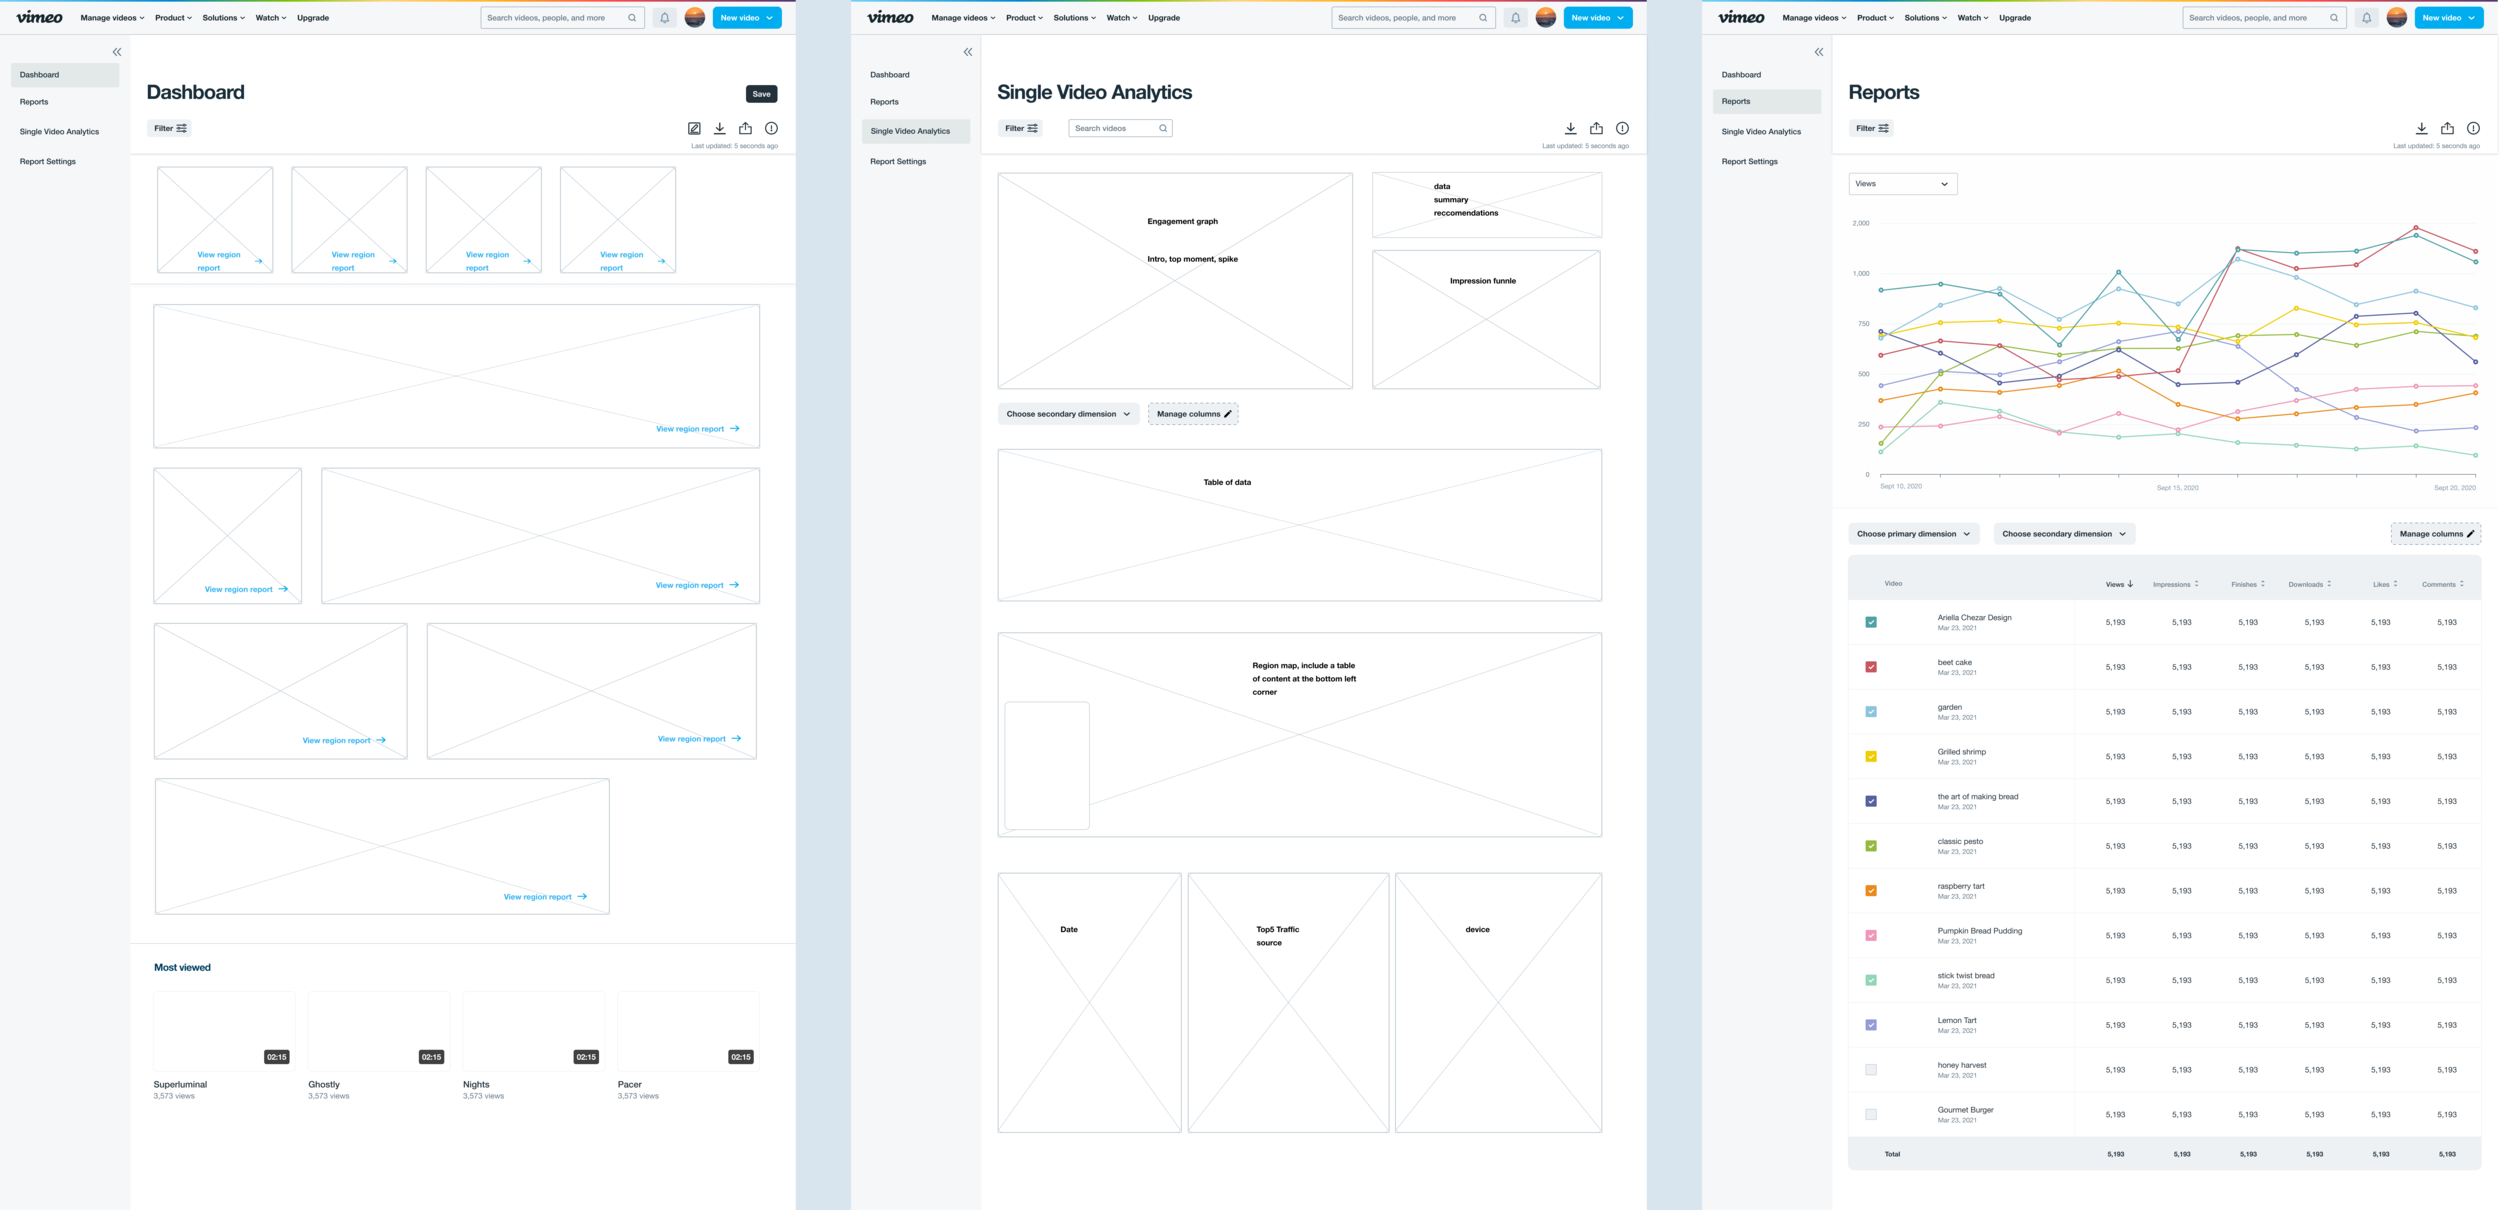 vimeo Manage videos Product Solutions Watch Upgrade Search videos, people, and more New video
Dashboard
Reports
Single Video Analytics
Report Settings
Dashboard
Save
Filter
Last updated: 5 seconds ago
View region
report
View region
report
View region
report
View region
report
View region report
View region report
View region report
View region report
View region report
View region report
Most viewed
02:15
02:15
02:15
02:15
Superluminal
3,573 views
Ghostly
3,573 views
Nights
3,573 views
Pacer
3,573 views
vimeo Manage videos Product Solutions Watch Upgrade Search videos, people, and more New video
Dashboard
Reports
Single Video Analytics
Report Settings
Single Video Analytics
Filter
Search videos
Last updated: 5 seconds ago
Engagement graph
Intro, top moment, spike
data
summary
reccomendations
Impression funnle
Choose secondary dimension
Manage columns
Table of data
Region map, include a table
of content at the bottom left
corner
Date
Top5 Traffic
source
device
vimeo Manage videos Product Solutions Watch Upgrade Search videos, people, and more New video
Dashboard
Reports
Single Video Analytics
Report Settings
Reports
Filter
Last updated: 5 seconds ago
Views
2,000
1,000
750
500
250
0
Sept 10, 2020
Sept 15, 2020
Sept 20, 2020
Choose primary dimension
Choose secondary dimension
Manage columns
Video Views Impressions Finishes Downloads Likes Comments
Ariella Chezar Design
Mar 23, 2021
5,193 5,193 5,193 5,193 5,193 5,193
beet cake
Mar 23, 2021
5,193 5,193 5,193 5,193 5,193 5,193
garden
Mar 23, 2021
5,193 5,193 5,193 5,193 5,193 5,193
Grilled shrimp
Mar 23, 2021
5,193 5,193 5,193 5,193 5,193 5,193
the art of making bread
Mar 23, 2021
5,193 5,193 5,193 5,193 5,193 5,193
classic pesto
Mar 23, 2021
5,193 5,193 5,193 5,193 5,193 5,193
raspberry tart
Mar 23, 2021
5,193 5,193 5,193 5,193 5,193 5,193
Pumpkin Bread Pudding
Mar 23, 2021
5,193 5,193 5,193 5,193 5,193 5,193
stick twist bread
Mar 23, 2021
5,193 5,193 5,193 5,193 5,193 5,193
Lemon Tart
Mar 23, 2021
5,193 5,193 5,193 5,193 5,193 5,193
honey harvest
Mar 23, 2021
5,193 5,193 5,193 5,193 5,193 5,193
Gourmet Burger
Mar 23, 2021
5,193 5,193 5,193 5,193 5,193 5,193
Total 5,193 5,193 5,193 5,193 5,193 5,193